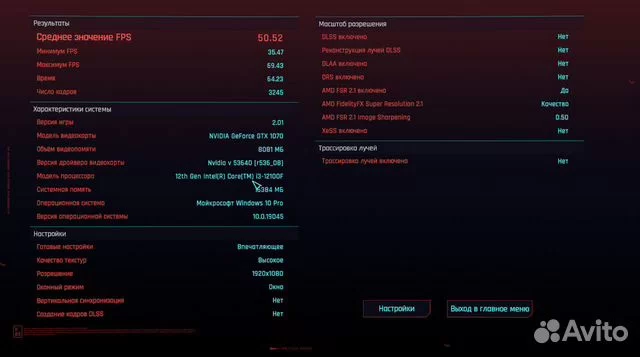 Результаты
Среднее значение FPS 50.52
Минимум FPS 35.47
Максимум FPS 69.43
Время 64.23
Число кадров 3245
Характеристики системы
Версия игры 2.01
Модель видеокарты NVIDIA GeForce GTX 1070
Объём видеопамяти 8081 МБ
Версия драйвера видеокарты Nvidia v 53640 [r535_08]
Модель процессора 12th Gen Intel(R) Core(TM) i3-12100F
Системная память 16384 МБ
Операционная система Майкрософт Windows 10 Pro
Версия операционной системы 10.0.19045
Настройки
Готовые настройки Впечатляющее
Качество текстур Высокое
Разрешение 1920x1080
Оконный режим Окно
Вертикальная синхронизация Нет
Создание кадров DLSS Нет
Масштаб разрешения
DLSS включено Нет
Реконструкция лучей DLSS Нет
DLAA включено Нет
DRS включено Нет
AMD FSR 2.1 включено Да
AMD FidelityFX Super Resolution 2.1 Качество
AMD FSR 2.1 Image Sharpening 0.50
XeSS включено Нет
Трассировка лучей
Трассировка лучей включено Нет
Настройки
Выход в главное меню
Avito